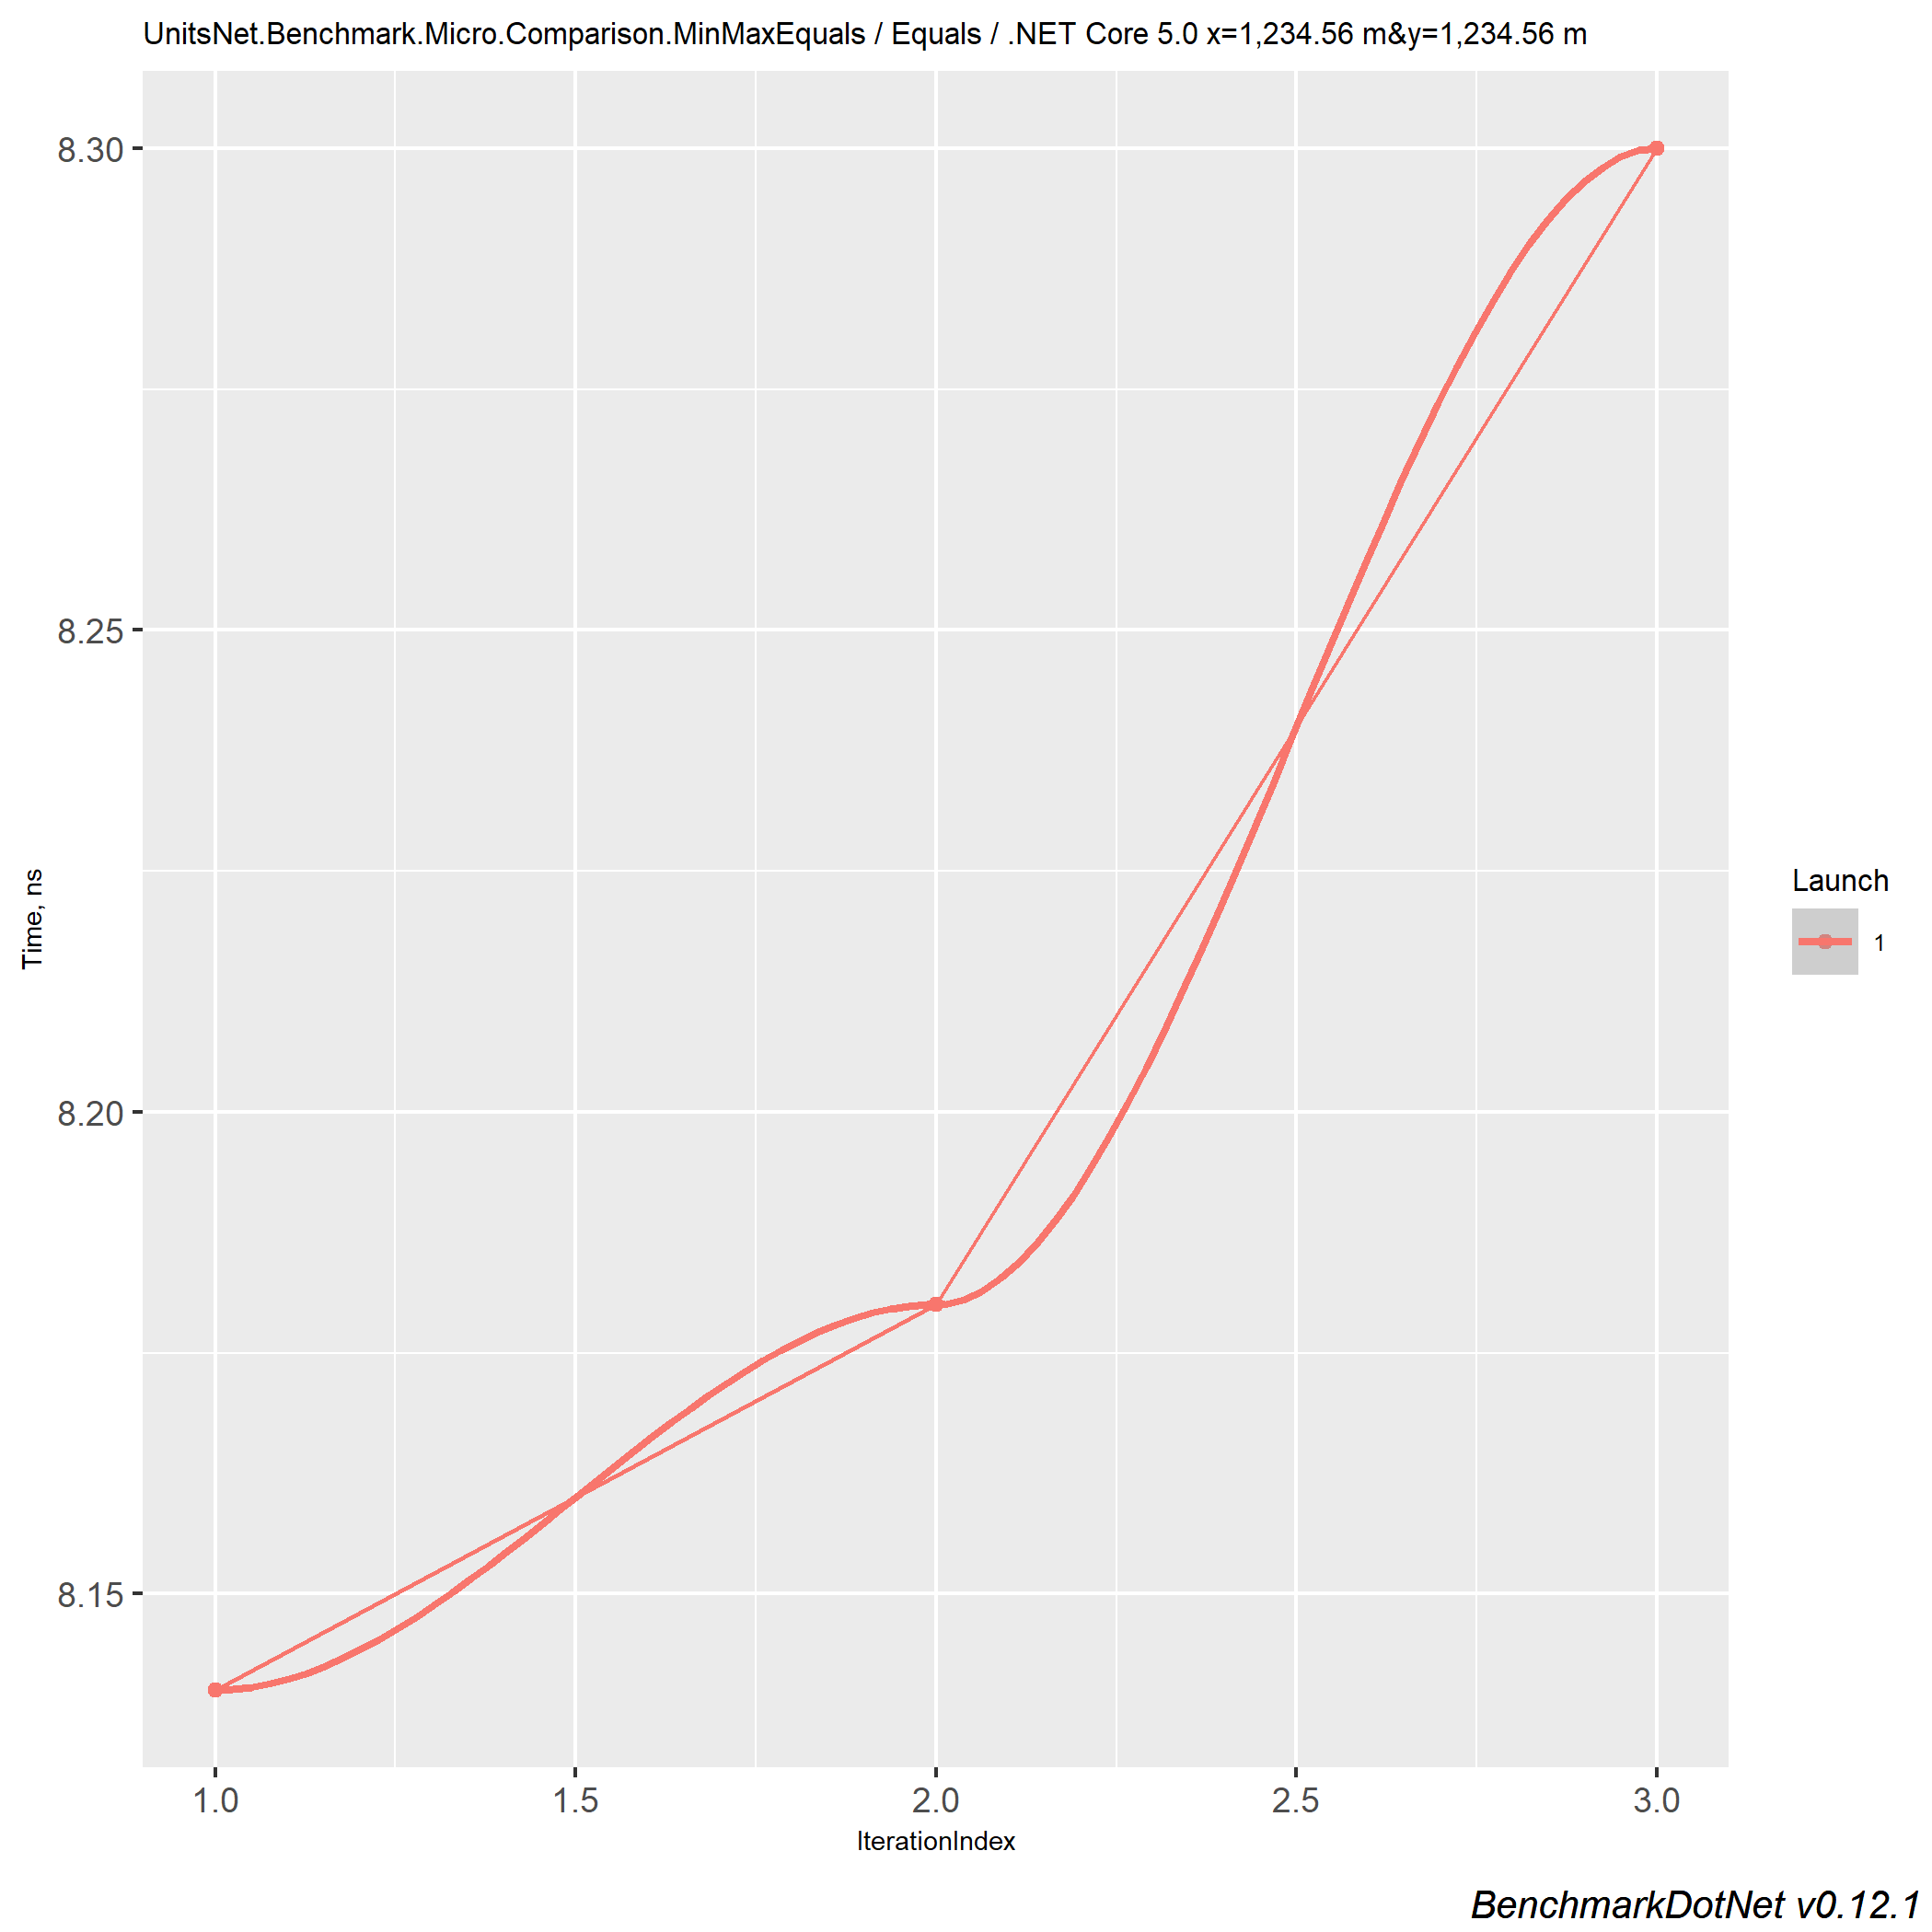 UnitsNet.Benchmark.Micro.Comparison.MinMaxEquals / Equals / .NET Core 5.0 x=1,234.56 m&y=1,234.56 m
8.30
8.25
8.20
8.15
Time, ns
1.0 1.5 2.0 2.5 3.0
IterationIndex
Launch
1
BenchmarkDotNet v0.12.1